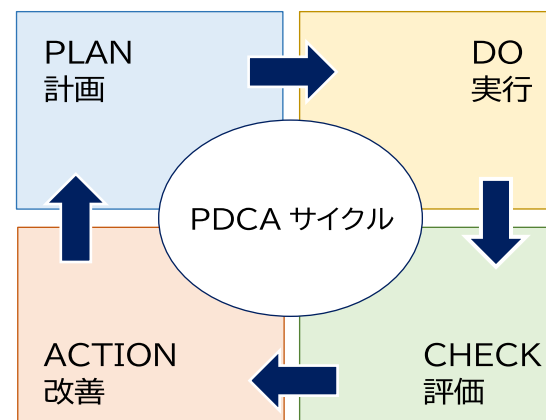 PLAN
計画
DO
実行
PDCA サイクル
ACTION
改善
CHECK
評価